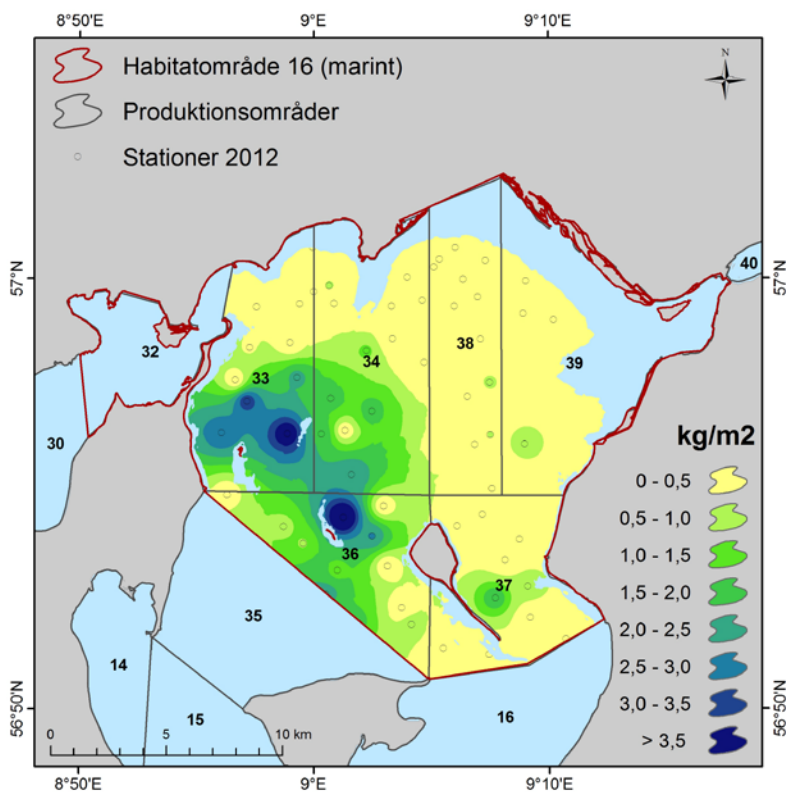 8°50'E 9°E 9°10'E
Habitatområde 16 (marint)
Produktionsområder
Stationer 2012
N
57°N 57°N
40
32
38
34
39
33
30
kg/m2
0 - 0,5
0,5 - 1,0
1,0 - 1,5
1,5 - 2,0
2,0 - 2,5
2,5 - 3,0
3,0 - 3,5
> 3,5
36
37
35
14
15
16
56°50'N 56°50'N
0 5 10 km
8°50'E 9°E 9°10'E